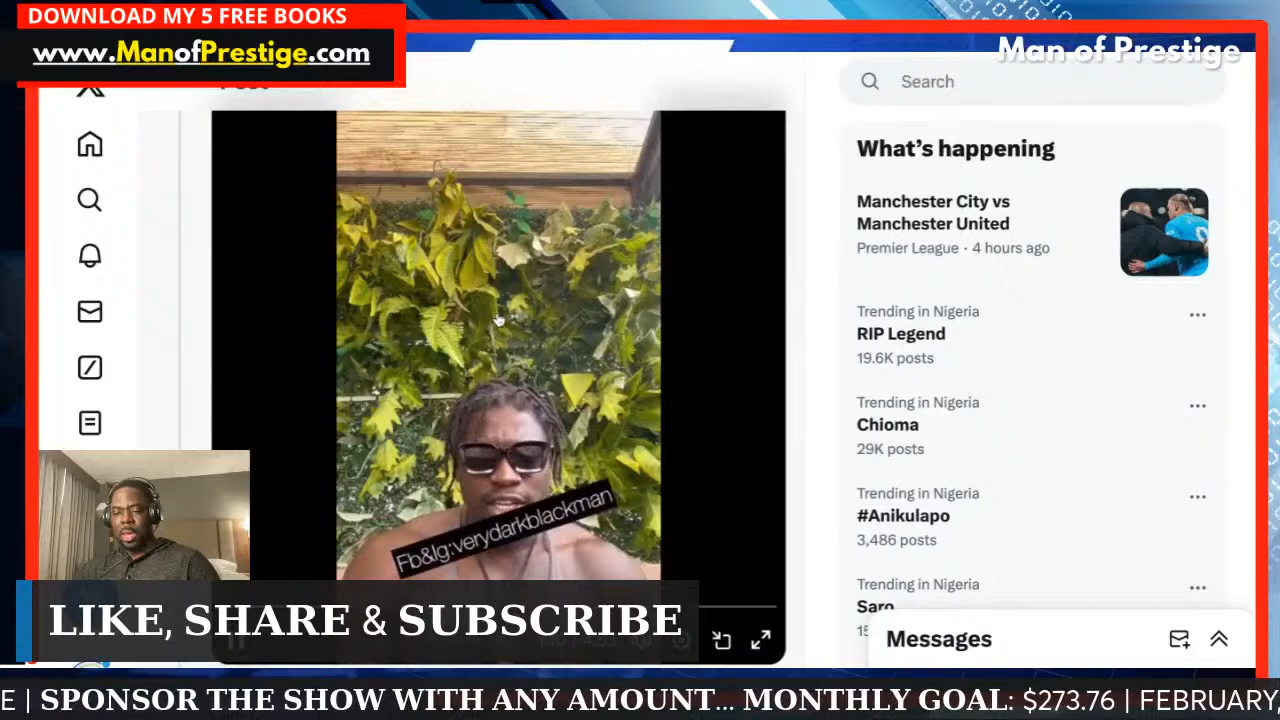 DOWNLOAD MY 5 FREE BOOKS
www.ManofPrestige.com
Man of Prestige
Search
What's happening
Manchester City vs
Manchester United
Premier League · 4 hours ago
Trending in Nigeria
RIP Legend
19.6K posts
Trending in Nigeria
Chioma
29K posts
Trending in Nigeria
#Anikulapo
3,486 posts
Trending in Nigeria
Saro
Messages
Fb&Ig:verydarkblackman
LIKE, SHARE & SUBSCRIBE
E | SPONSOR THE SHOW WITH ANY AMOUNT... MONTHLY GOAL: $273.76 | FEBRUARY,